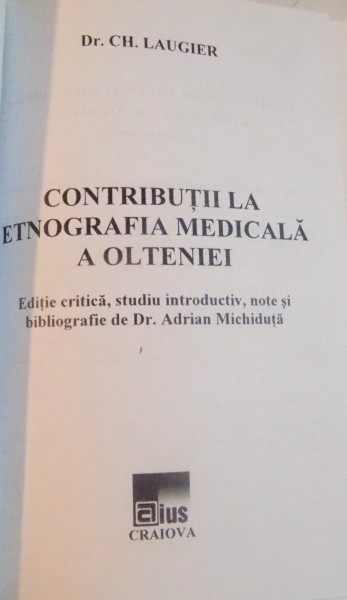 Dr. CH. LAUGIER
CONTRIBUȚII LA
ETNOGRAFIA MEDICALĂ
A OLTENIEI
Ediție critică, studiu introductiv, note și
bibliografie de Dr. Adrian Michiduță
aius
CRAIOVA